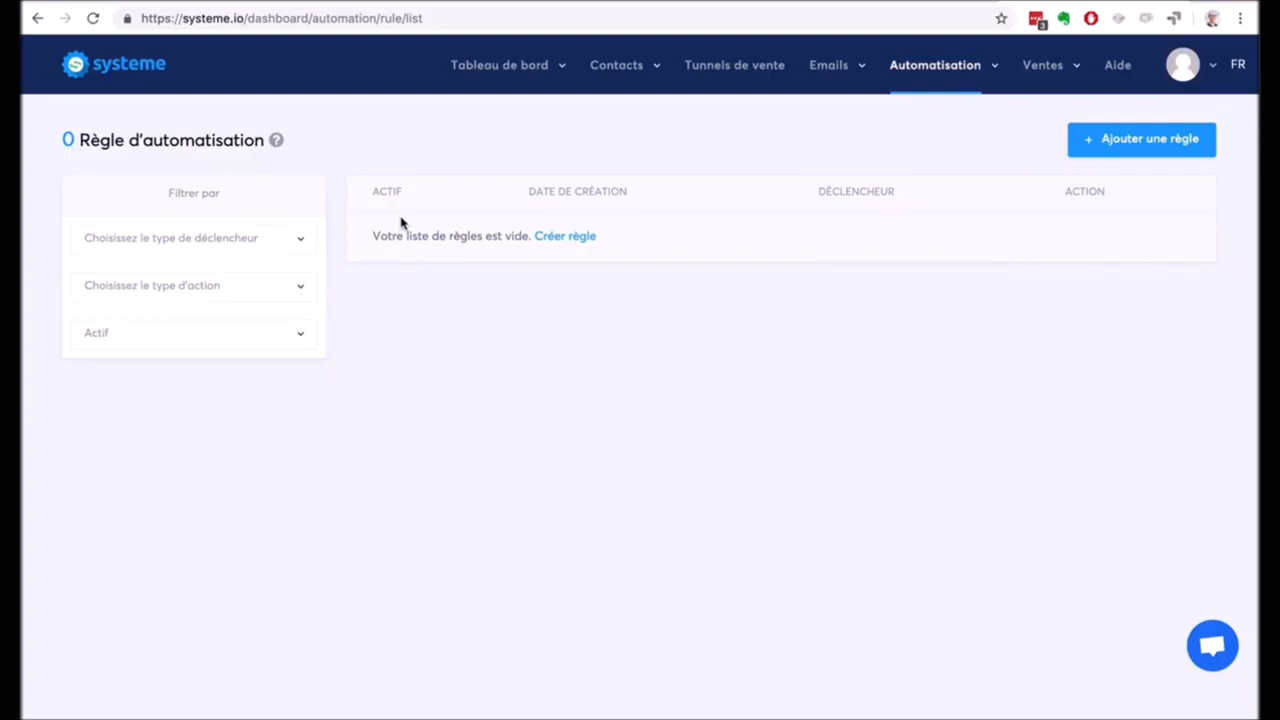 https://systeme.io/dashboard/automation/rule/list
3
systeme
Tableau de bord
Contacts
Tunnels de vente
Emails
Automatisation
Ventes
Aide
FR
0 Règle d'automatisation ?
+ Ajouter une règle
Filtrer par
Choisissez le type de déclencheur
Choisissez le type d'action
Actif
ACTIF
DATE DE CRÉATION
DÉCLENCHEUR
ACTION
Votre liste de règles est vide. Créer règle